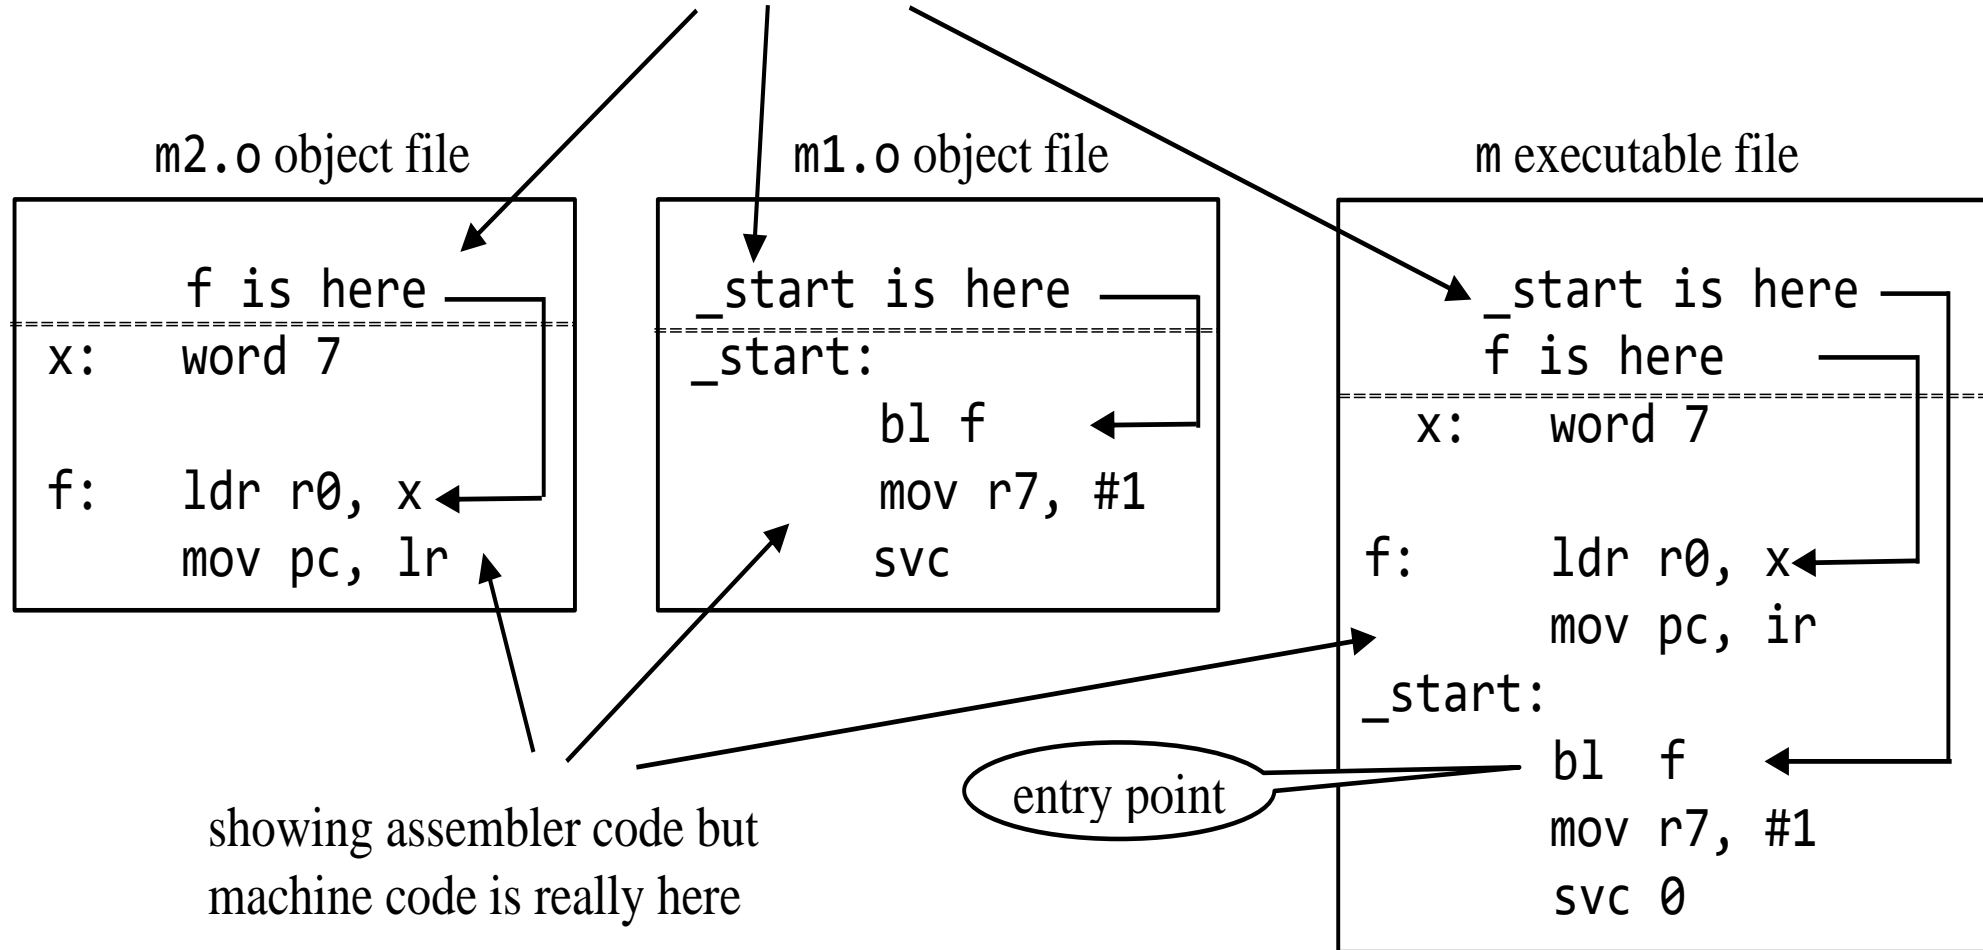 m2.o object file
f is here
x: word 7
f: ldr r0, x
mov pc, lr
m1.o object file
_start is here
_start:
bl f
mov r7, #1
svc
m executable file
_start is here
f is here
x: word 7
f: ldr r0, x
mov pc, ir
_start:
bl f
mov r7, #1
svc 0
entry point
showing assembler code but
machine code is really here